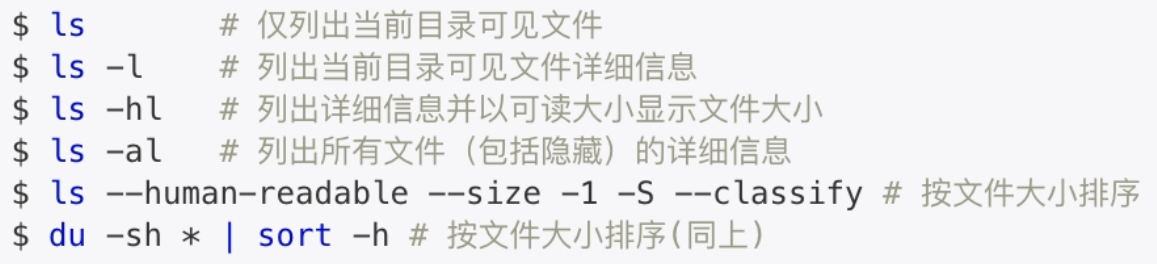 $ ls       # 仅列出当前目录可见文件
$ ls -l    # 列出当前目录可见文件详细信息
$ ls -hl   # 列出详细信息并以可读大小显示文件大小
$ ls -al   # 列出所有文件（包括隐藏）的详细信息
$ ls --human-readable --size -1 -S --classify # 按文件大小排序
$ du -sh * | sort -h # 按文件大小排序(同上)